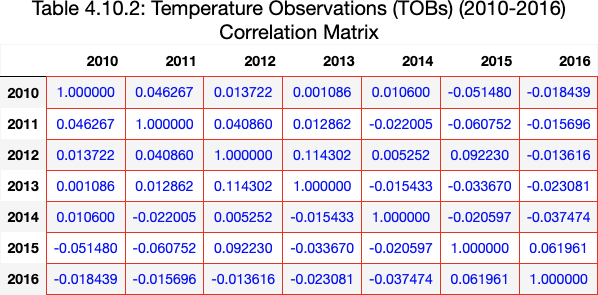 Table 4.10.2: Temperature Observations (TOBs) (2010-2016)
Correlation Matrix
2010 2011 2012 2013 2014 2015 2016
2010 1.000000 0.046267 0.013722 0.001086 0.010600 -0.051480 -0.018439
2011 0.046267 1.000000 0.040860 0.012862 -0.022005 -0.060752 -0.015696
2012 0.013722 0.040860 1.000000 0.114302 0.005252 0.092230 -0.013616
2013 0.001086 0.012862 0.114302 1.000000 -0.015433 -0.033670 -0.023081
2014 0.010600 -0.022005 0.005252 -0.015433 1.000000 -0.020597 -0.037474
2015 -0.051480 -0.060752 0.092230 -0.033670 -0.020597 1.000000 0.061961
2016 -0.018439 -0.015696 -0.013616 -0.023081 -0.037474 0.061961 1.000000